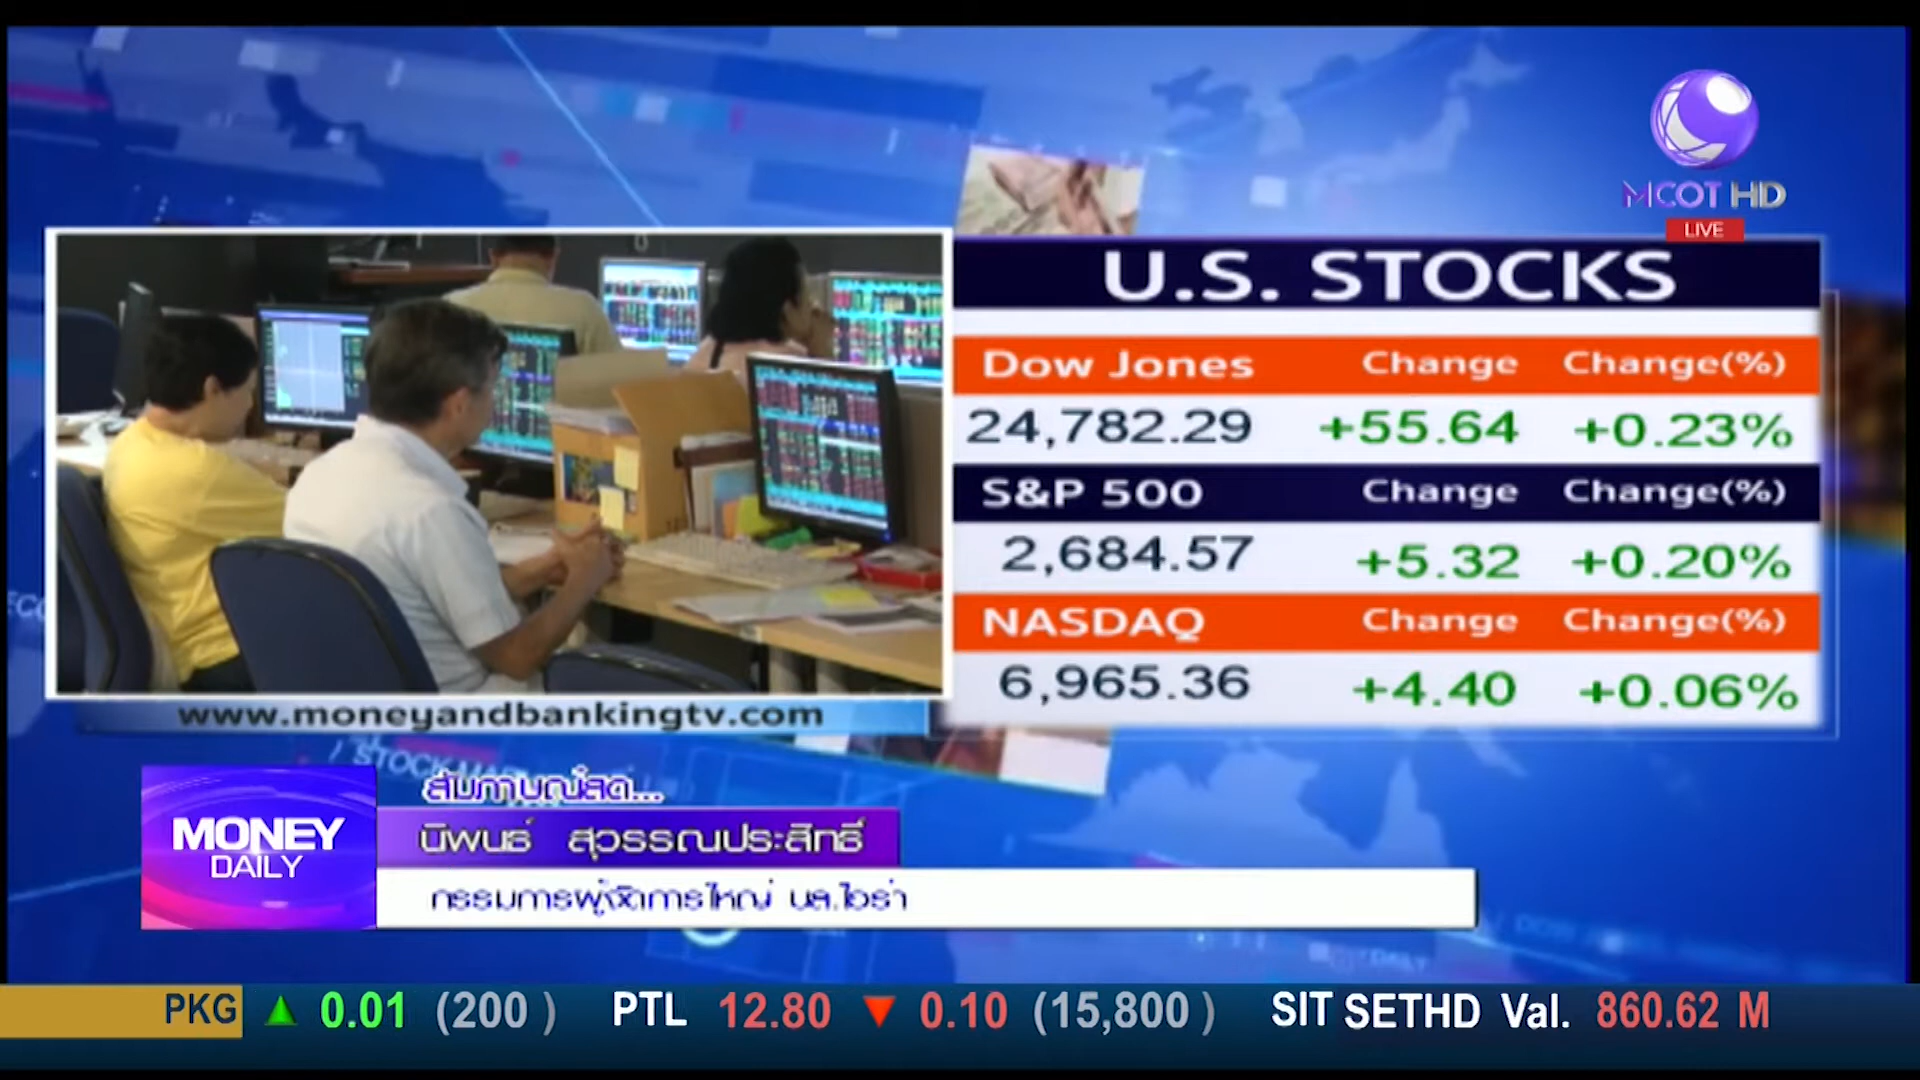 MCOT HD
LIVE
U.S. STOCKS
Dow Jones Change Change(%)
24,782.29 +55.64 +0.23%
S&P 500 Change Change(%)
2,684.57 +5.32 +0.20%
NASDAQ Change Change(%)
6,965.36 +4.40 +0.06%
www.moneyandbankingtv.com
สัมภาษณ์สด...
MONEY
DAILY
นิพนธ์ สุวรรณประสิทธิ์
กรรมการผู้จัดการใหญ่ บล.ไอร่า
PKG ▲ 0.01 (200 ) PTL 12.80 ▼ 0.10 (15,800 ) SIT SETHD Val. 860.62 M